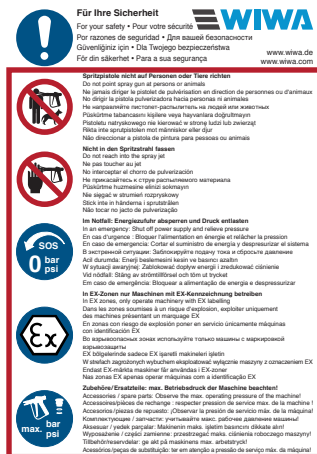 Für Ihre Sicherheit
For your safety • Pour votre sécurité
Por razones de seguridad • Для вашей безопасности
Güvenliğiniz için • Dla Twojego bezpieczeństwa
För din säkerhet • Para a sua segurança
WIWA
www.wiwa.de
www.wiwa.com
Spritzpistole nicht auf Personen oder Tiere richten
Do not point spray gun at persons or animals
Ne jamais diriger le pistolet de pulvérisation en direction de personnes ou d'animaux
No dirigir la pistola pulverizadora hacia personas ni animales
Не направляйте пистолет-распылитель на людей или животных
Püskürtme tabancasını kişilere veya hayvanlara doğrultmayın
Pistoletu natryskowego nie kierować w stronę ludzi lub zwierząt
Rikta inte sprutpistolen mot människor eller djur
Não direccionar a pistola de pintura para pessoas ou animais
Nicht in den Spritzstrahl fassen
Do not reach into the spray jet
Ne pas toucher au jet
No interceptar el chorro de pulverización
Не прикасайтесь к струе распыляемого материала
Püskürtme huzmesine elinizi sokmayın
Nie sięgać w strumień rozpryskowy
Stick inte in händerna i sprutstrålen
Não tocar no jacto de pulverização
SOS
0 bar
psi
Im Notfall: Energiezufuhr absperren und Druck entlasten
In an emergency: Shut off power supply and relieve pressure
En cas d'urgence : Bloquer l'alimentation en énergie et relâcher la pression
En caso de emergencia: Cortar el suministro de energía y despresurizar el sistema
В экстренной ситуации: Заблокируйте подачу тока и сбросьте давление
Acil durumda: Enerji beslemesini kesin ve basıncı azaltın
W sytuacji awaryjnej: Zablokować dopływ energii i zredukować ciśnienie
Vid nödfall: Stäng av strömtillförsel och töm ut trycket
Em caso de emergência: Bloquear a alimentação de energia e despressurizar
Ex
In EX-Zonen nur Maschinen mit EX-Kennzeichnung betreiben
In EX zones, only operate machinery with EX labelling
Dans les zones soumises à un risque d'explosion, exploiter uniquement
des machines présentant un marquage EX
En zonas con riesgo de explosión poner en servicio únicamente máquinas
con identificación EX
Во взрывоопасных зонах используйте только машины с маркировкой
взрывозащиты
EX bölgelerinde sadece EX işaretli makineleri işletin
W strefach zagrożonych wybuchem eksploatować wyłącznie maszyny z oznaczeniem EX
Endast EX-märkta maskiner får användas i EX-zoner
Nas zonas EX apenas operar máquinas com a identificação EX
max. bar
psi
Zubehöre/Ersatzteile: max. Betriebsdruck der Maschine beachten!
Accessories / spare parts: Observe the max. operating pressure of the machine!
Accessoires/pièces de rechange : respecter pression de service max. de la machine !
Accesorios/piezas de repuesto: ¡Observar la presión de servicio máx. de la máquina!
Комплектующие / запчасти: учитывайте макс. рабочее давление машины!
Aksesuar / yedek parçalar: Makinenin maks. işletim basıncını dikkate alın!
Wyposażenie / części zamienne: przestrzegać maks. ciśnienia roboczego maszyny!
Tillbehör/reservdelar: ge akt på maskinens max. arbetstryck!
Acessórios/peças de substituição: ter em atenção a pressão de serviço máx. da máquina!